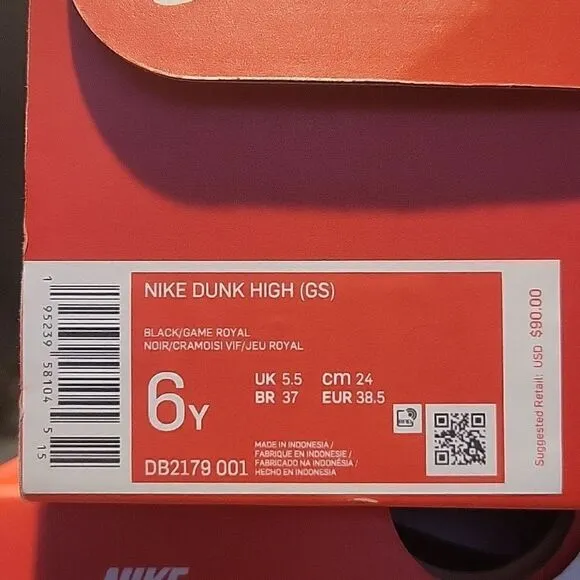 NIKE DUNK HIGH (GS)
BLACK/GAME ROYAL
NOIR/CRAMOISI VIF/JEU ROYAL
6Y
UK 5.5 cm 24
BR 37 EUR 38.5
DB2179 001
MADE IN INDONESIA/
FABRIQUE EN INDONESIE/
FABRICADO NA INDONÉSIA/
HECHO EN INDONESIA
1 95239 58104 5 15
Suggested Retail: USD $90.00
NIKE